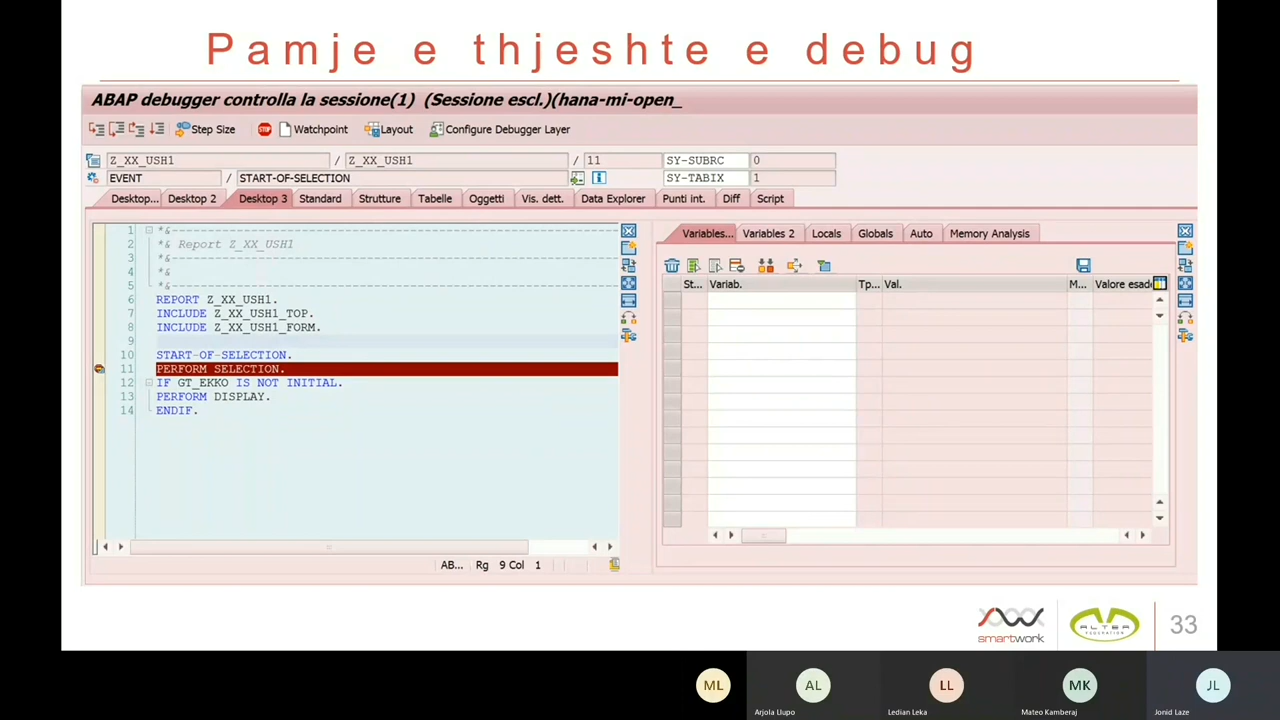 Pamje e thjeshte e debug
ABAP debugger controlla la sessione(1) (Sessione escl.)(hana-mi-open_
Step Size STOP Watchpoint Layout Configure Debugger Layer
Z_XX_USH1 / Z_XX_USH1 / 11 SY-SUBRC 0
EVENT / START-OF-SELECTION SY-TABIX 1
Desktop... Desktop 2 Desktop 3 Standard Strutture Tabelle Oggetti Vis. dett. Data Explorer Punti int. Diff Script
Variables... Variables 2 Locals Globals Auto Memory Analysis
St... Variab. Tp... Val. M... Valore esad
1 *&---------------------------------------------------------------------
2 *& Report Z_XX_USH1
3 *&---------------------------------------------------------------------
4 *&
5 *&---------------------------------------------------------------------
6 REPORT Z_XX_USH1.
7 INCLUDE Z_XX_USH1_TOP.
8 INCLUDE Z_XX_USH1_FORM.
9
10 START-OF-SELECTION.
11 PERFORM SELECTION.
12 IF GT_EKKO IS NOT INITIAL.
13 PERFORM DISPLAY.
14 ENDIF.
AB... Rg 9 Col 1
smartwork
ALTEA
FEDERATION
33
ML AL LL MK JL
Arjola Llupo Ledian Leka Mateo Kamberaj Jonid Laze